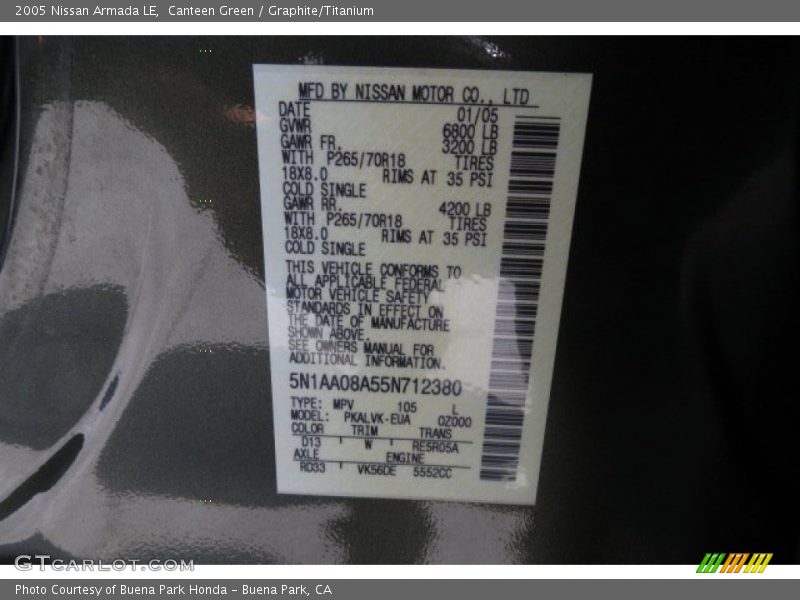 2005 Nissan Armada LE,  Canteen Green / Graphite/Titanium
MFD BY NISSAN MOTOR CO., LTD
DATE 01/05
GVWR 6800 LB
GAWR FR. 3200 LB
WITH P265/70R18 TIRES
18X8.0 RIMS AT 35 PSI
COLD SINGLE
GAWR RR. 4200 LB
WITH P265/70R18 TIRES
18X8.0 RIMS AT 35 PSI
COLD SINGLE
THIS VEHICLE CONFORMS TO
ALL APPLICABLE FEDERAL
MOTOR VEHICLE SAFETY
STANDARDS IN EFFECT ON
THE DATE OF MANUFACTURE
SHOWN ABOVE.
SEE OWNERS MANUAL FOR
ADDITIONAL INFORMATION.
5N1AA08A55N712380
TYPE: MPV 105 L
MODEL: PKALVK-EUA 0Z000
COLOR TRIM TRANS
D13 W RE5R05A
AXLE ENGINE
RD33 VK56DE 5552CC
GTCARLOT.COM
Photo Courtesy of Buena Park Honda - Buena Park, CA